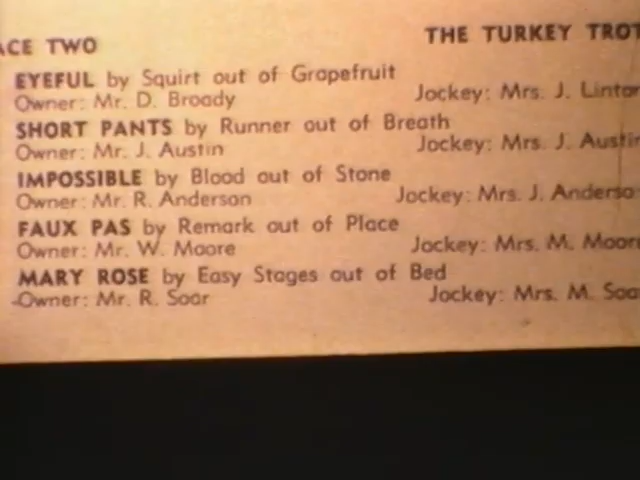 ACE TWO THE TURKEY TROT
EYEFUL by Squirt out of Grapefruit
Owner: Mr. D. Broady Jockey: Mrs. J. Linton
SHORT PANTS by Runner out of Breath
Owner: Mr. J. Austin Jockey: Mrs. J. Austin
IMPOSSIBLE by Blood out of Stone
Owner: Mr. R. Anderson Jockey: Mrs. J. Anderso
FAUX PAS by Remark out of Place
Owner: Mr. W. Moore Jockey: Mrs. M. Moor
MARY ROSE by Easy Stages out of Bed
Owner: Mr. R. Soar Jockey: Mrs. M. Soa